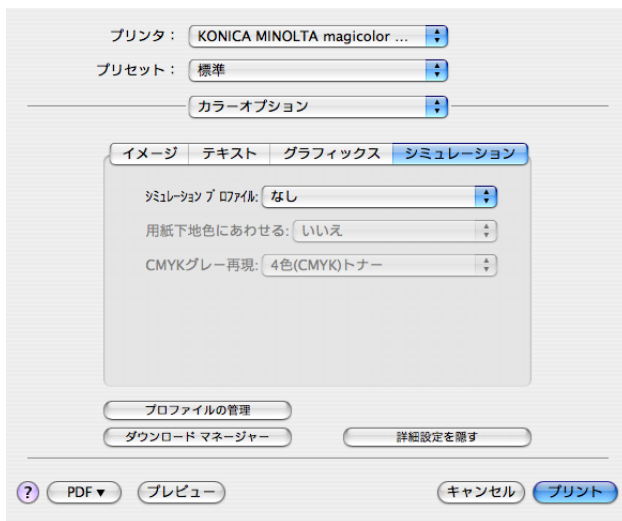 プリンタ： KONICA MINOLTA magicolor ...
プリセット： 標準
カラーオプション
イメージ テキスト グラフィックス シミュレーション
ｼﾐｭﾚｰｼｮﾝ ﾌﾟﾛﾌｧｲﾙ: なし
用紙下地色にあわせる: いいえ
CMYKグレー再現: 4色(CMYK)トナー
プロファイルの管理
ダウンロード マネージャー 詳細設定を隠す
? PDF▼ プレビュー キャンセル プリント